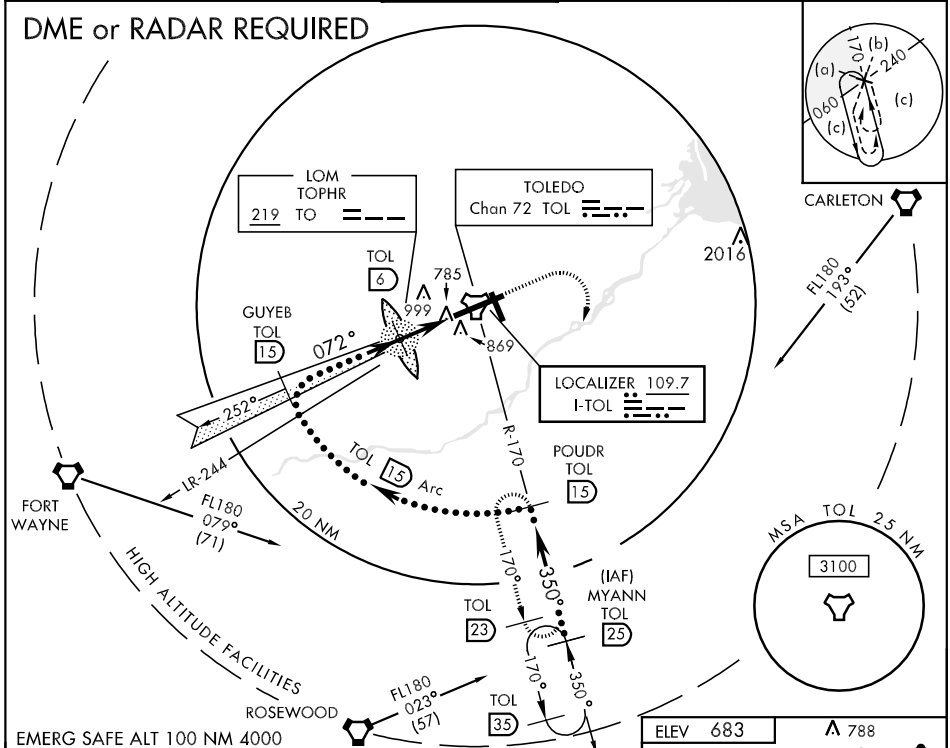 DME or RADAR REQUIRED
170
(b)
240
(a)
060
(c)
(c)
LOM
TOPHR
219 TO
TOLEDO
Chan 72 TOL
CARLETON
2016
FL180
193°
(52)
TOL
6
785
999
869
GUYEB
TOL
15
072°
252°
LOCALIZER 109.7
I-TOL
LR-244
TOL 15 Arc
R-170
POUDR
TOL
15
FORT
WAYNE
FL180
079°
(71)
20 NM
HIGH ALTITUDE FACILITIES
170°
350°
(IAF)
MYANN
TOL
25
TOL
23
170°
350°
TOL
35
MSA TOL 25 NM
3100
ROSEWOOD
FL180
023°
(57)
EMERG SAFE ALT 100 NM 4000
ELEV 683
788